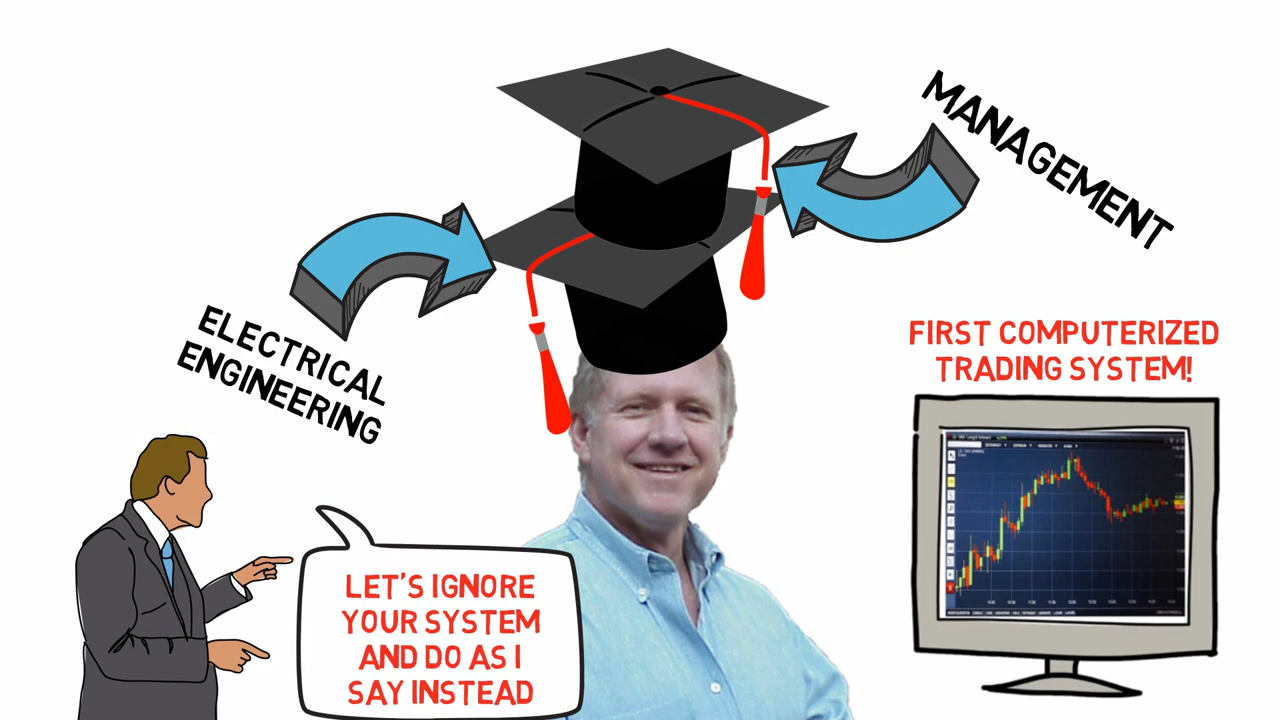 MANAGEMENT
ELECTRICAL
ENGINEERING
FIRST COMPUTERIZED
TRADING SYSTEM!
LET'S IGNORE
YOUR SYSTEM
AND DO AS I
SAY INSTEAD